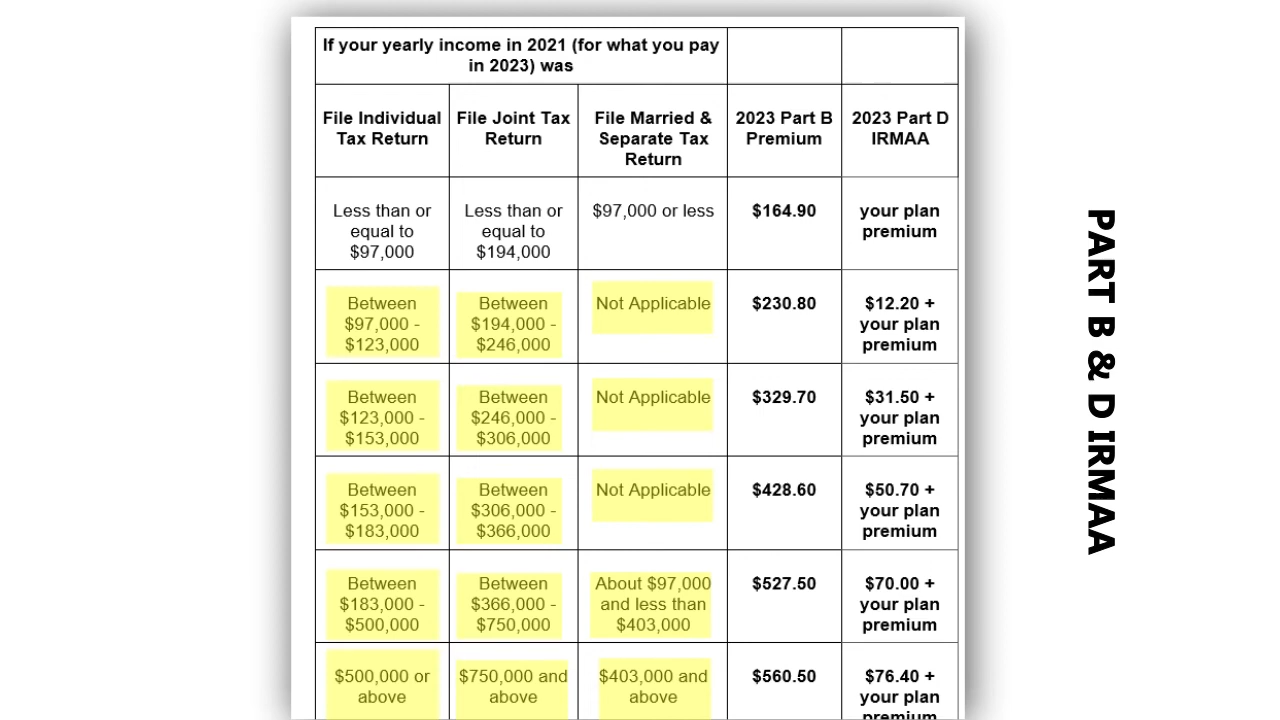 If your yearly income in 2021 (for what you pay
in 2023) was
File Individual
Tax Return
File Joint Tax
Return
File Married &
Separate Tax
Return
2023 Part B
Premium
2023 Part D
IRMAA
Less than or
equal to
$97,000
Less than or
equal to
$194,000
$97,000 or less
$164.90
your plan
premium
Between
$97,000 -
$123,000
Between
$194,000 -
$246,000
Not Applicable
$230.80
$12.20 +
your plan
premium
Between
$123,000 -
$153,000
Between
$246,000 -
$306,000
Not Applicable
$329.70
$31.50 +
your plan
premium
Between
$153,000 -
$183,000
Between
$306,000 -
$366,000
Not Applicable
$428.60
$50.70 +
your plan
premium
Between
$183,000 -
$500,000
Between
$366,000 -
$750,000
About $97,000
and less than
$403,000
$527.50
$70.00 +
your plan
premium
$500,000 or
above
$750,000 and
above
$403,000 and
above
$560.50
$76.40 +
your plan
premium
PART B & D IRMAA